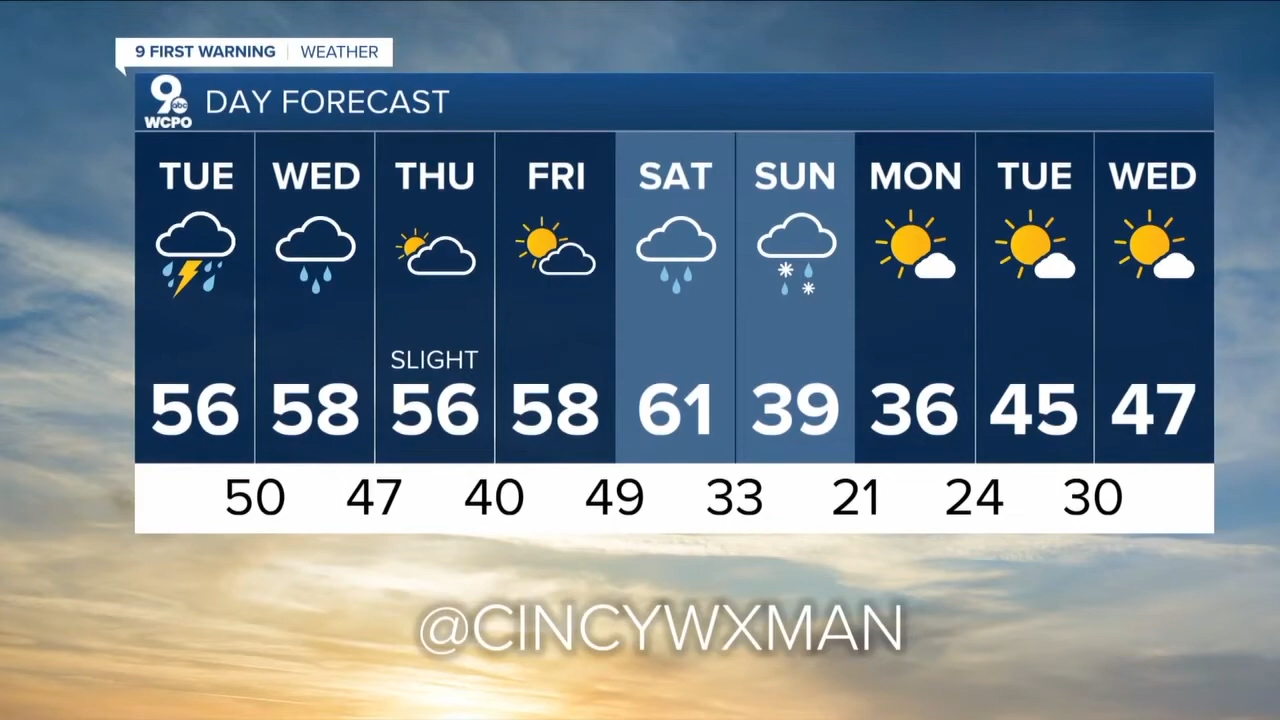 9 FIRST WARNING | WEATHER
9 abc WCPO DAY FORECAST
TUE WED THU FRI SAT SUN MON TUE WED
SLIGHT
56 58 56 58 61 39 36 45 47
50 47 40 49 33 21 24 30
@CINCYWXMAN